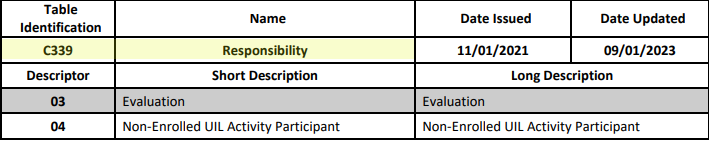 Table Identification Name Date Issued Date Updated
C339 Responsibility 11/01/2021 09/01/2023
Descriptor Short Description Long Description
03 Evaluation Evaluation
04 Non-Enrolled UIL Activity Participant Non-Enrolled UIL Activity Participant